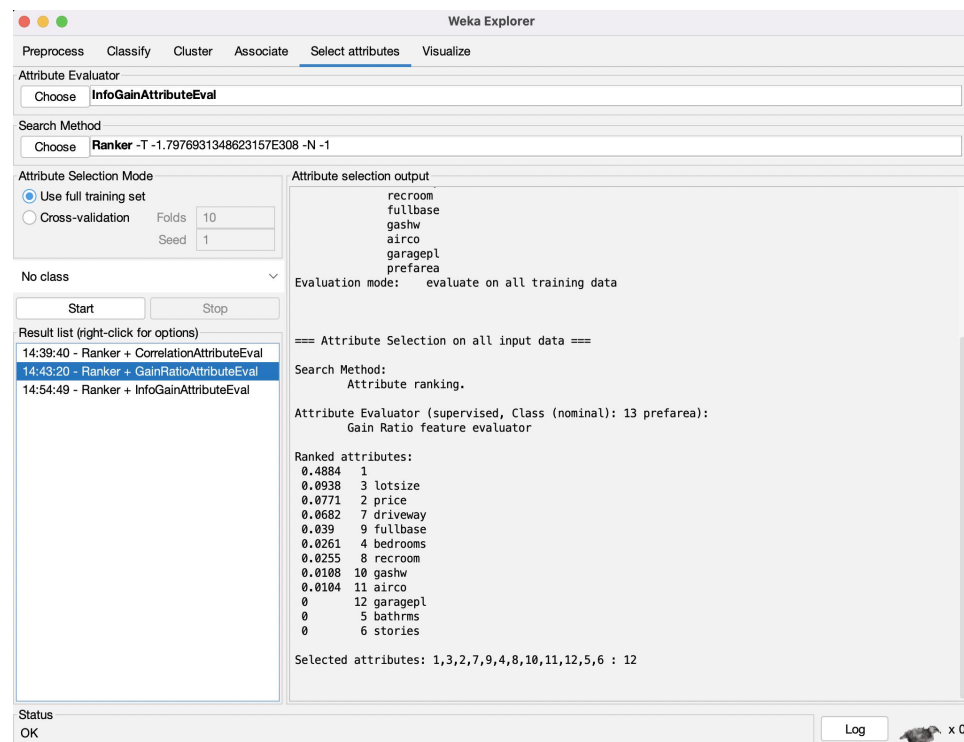 Weka Explorer
Preprocess Classify Cluster Associate Select attributes Visualize
Attribute Evaluator
Choose InfoGainAttributeEval
Search Method
Choose Ranker -T -1.7976931348623157E308 -N -1
Attribute Selection Mode
Use full training set
Cross-validation Folds 10
Seed 1
No class
Start Stop
Result list (right-click for options)
14:39:40 - Ranker + CorrelationAttributeEval
14:43:20 - Ranker + GainRatioAttributeEval
14:54:49 - Ranker + InfoGainAttributeEval
Attribute selection output
recroom
fullbase
gashw
airco
garagepl
prefarea
Evaluation mode: evaluate on all training data
=== Attribute Selection on all input data ===
Search Method:
Attribute ranking.
Attribute Evaluator (supervised, Class (nominal): 13 prefarea):
Gain Ratio feature evaluator
Ranked attributes:
0.4884 1
0.0938 3 lotsize
0.0771 2 price
0.0682 7 driveway
0.039 9 fullbase
0.0261 4 bedrooms
0.0255 8 recroom
0.0108 10 gashw
0.0104 11 airco
0 12 garagepl
0 5 bathrms
0 6 stories
Selected attributes: 1,3,2,7,9,4,8,10,11,12,5,6 : 12
Status
OK
Log x 0